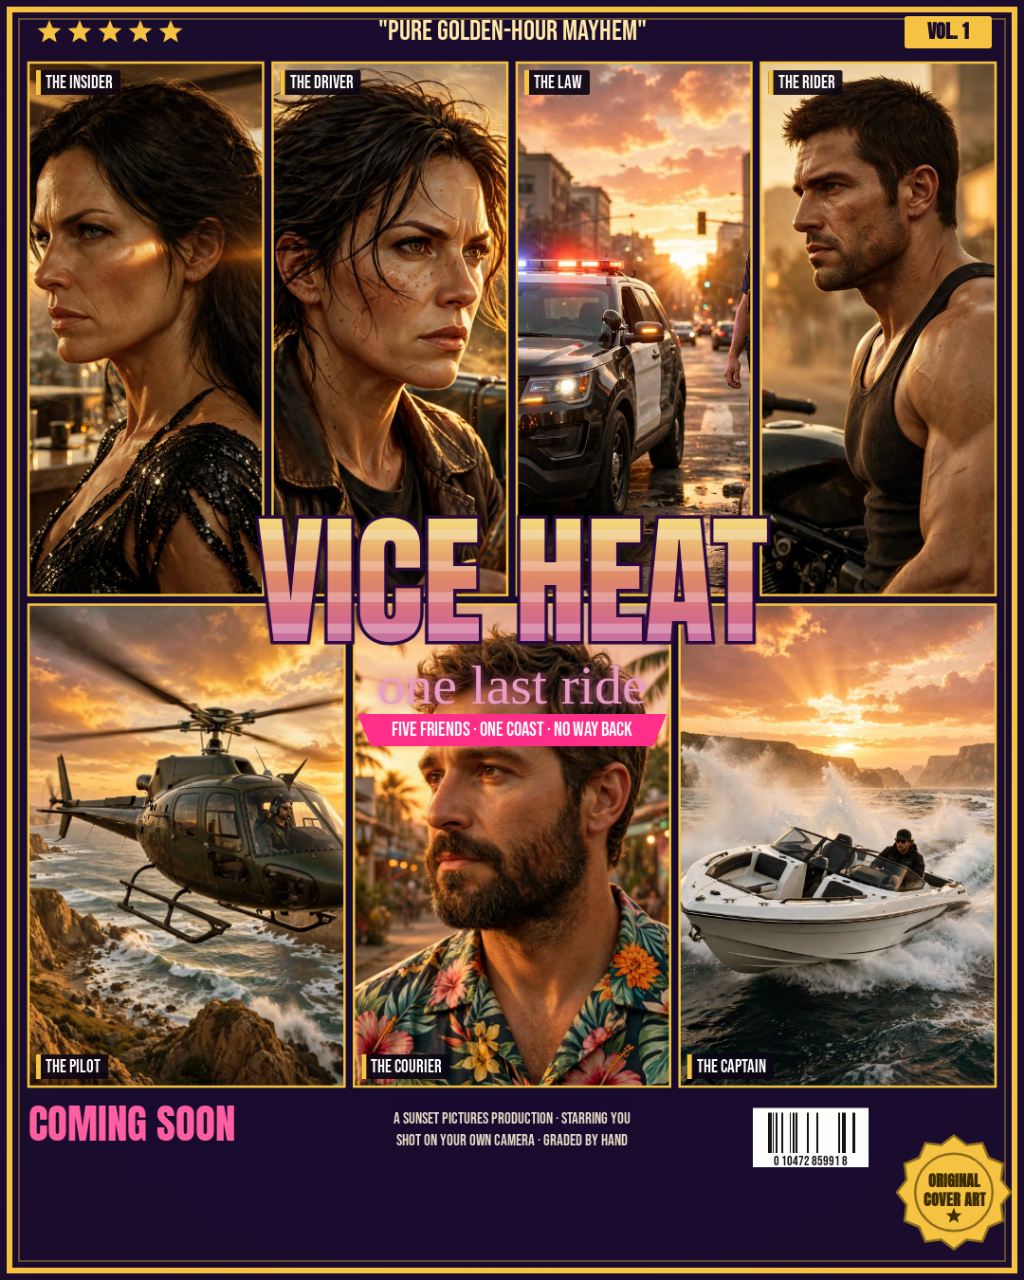 "PURE GOLDEN-HOUR MAYHEM"
VOL. 1
THE INSIDER
THE DRIVER
THE LAW
THE RIDER
VICE HEAT
one last ride
FIVE FRIENDS · ONE COAST · NO WAY BACK
THE PILOT
THE COURIER
THE CAPTAIN
COMING SOON
A SUNSET PICTURES PRODUCTION · STARRING YOU
SHOT ON YOUR OWN CAMERA · GRADED BY HAND
0 10472 85991 8
ORIGINAL
COVER ART